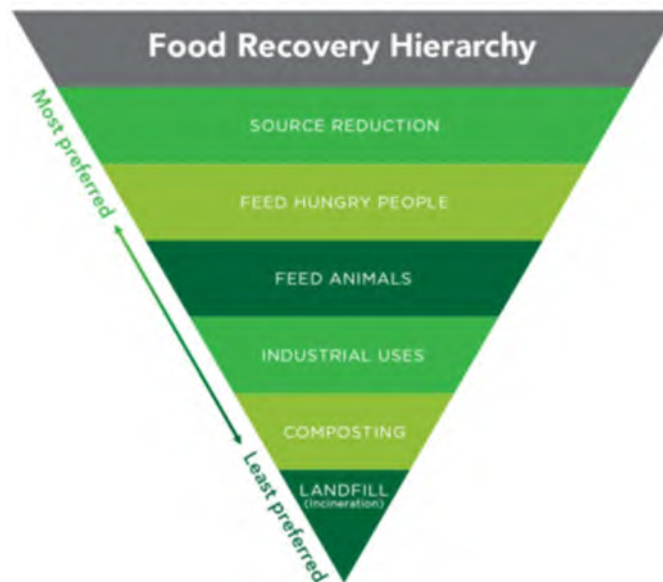 Food Recovery Hierarchy
Most preferred
SOURCE REDUCTION
FEED HUNGRY PEOPLE
FEED ANIMALS
INDUSTRIAL USES
COMPOSTING
Least preferred
LANDFILL
(Incineration)